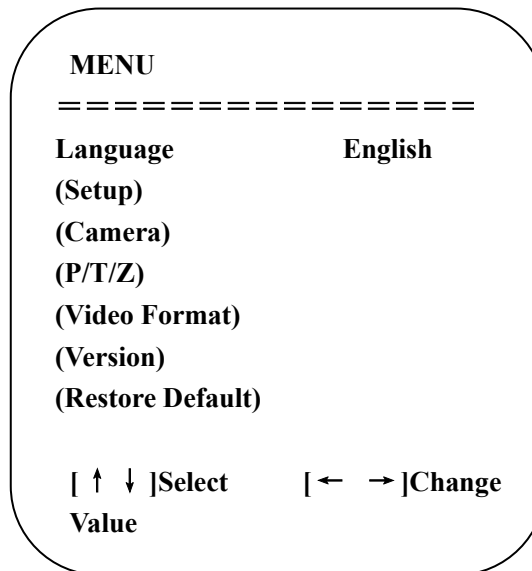 MENU
===============
Language English
(Setup)
(Camera)
(P/T/Z)
(Video Format)
(Version)
(Restore Default)
[ ↑ ↓ ]Select [← →]Change
Value